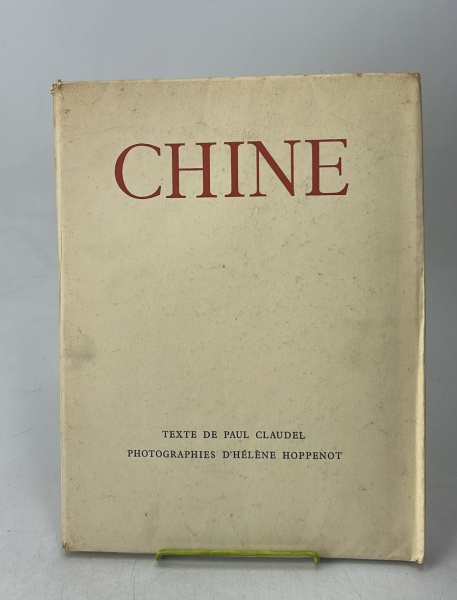 CHINE
TEXTE DE PAUL CLAUDEL
PHOTOGRAPHIES D'HÉLÈNE HOPPENOT